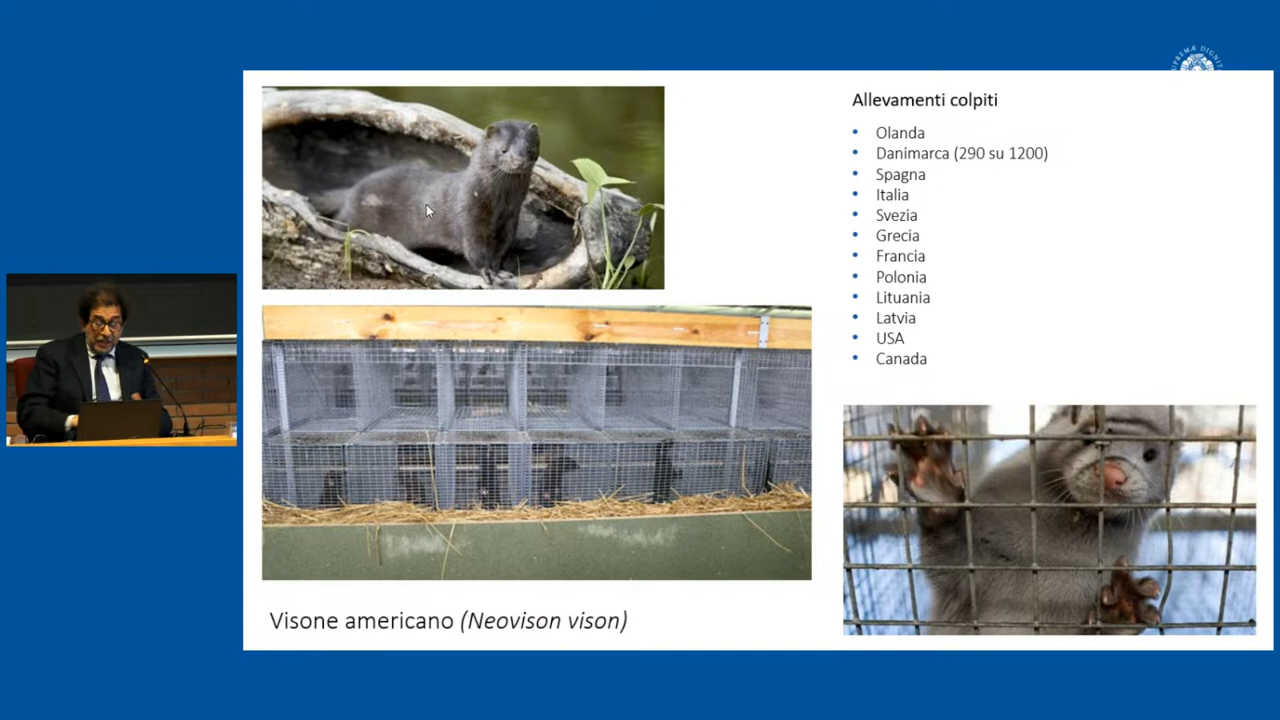 Allevamenti colpiti
• Olanda
• Danimarca (290 su 1200)
• Spagna
• Italia
• Svezia
• Grecia
• Francia
• Polonia
• Lituania
• Latvia
• USA
• Canada
Visone americano (Neovison vison)